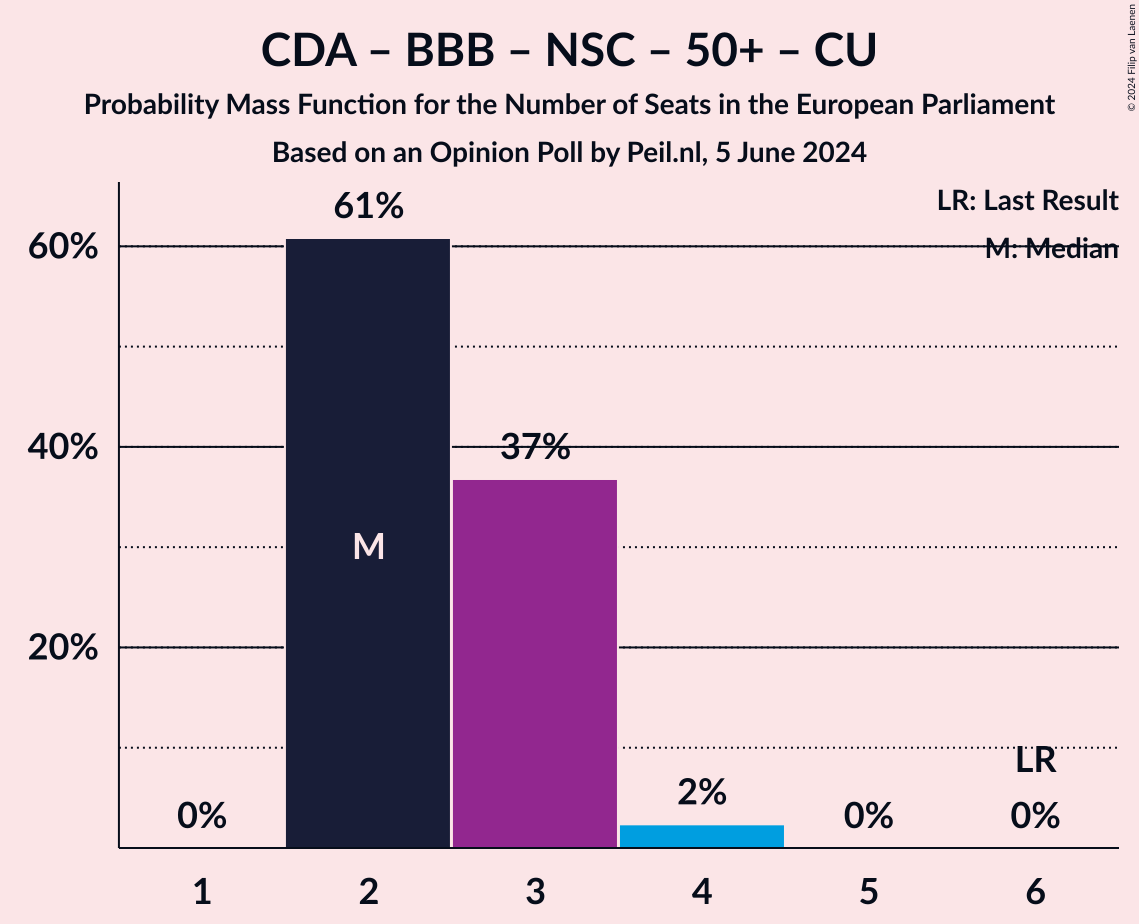 CDA – BBB – NSC – 50+ – CU
Probability Mass Function for the Number of Seats in the European Parliament
Based on an Opinion Poll by Peil.nl, 5 June 2024
© 2024 Filip van Laenen
LR: Last Result
M: Median
61%
60%
40%
37%
M
20%
LR
0%
2%
0%
0%
1 2 3 4 5 6